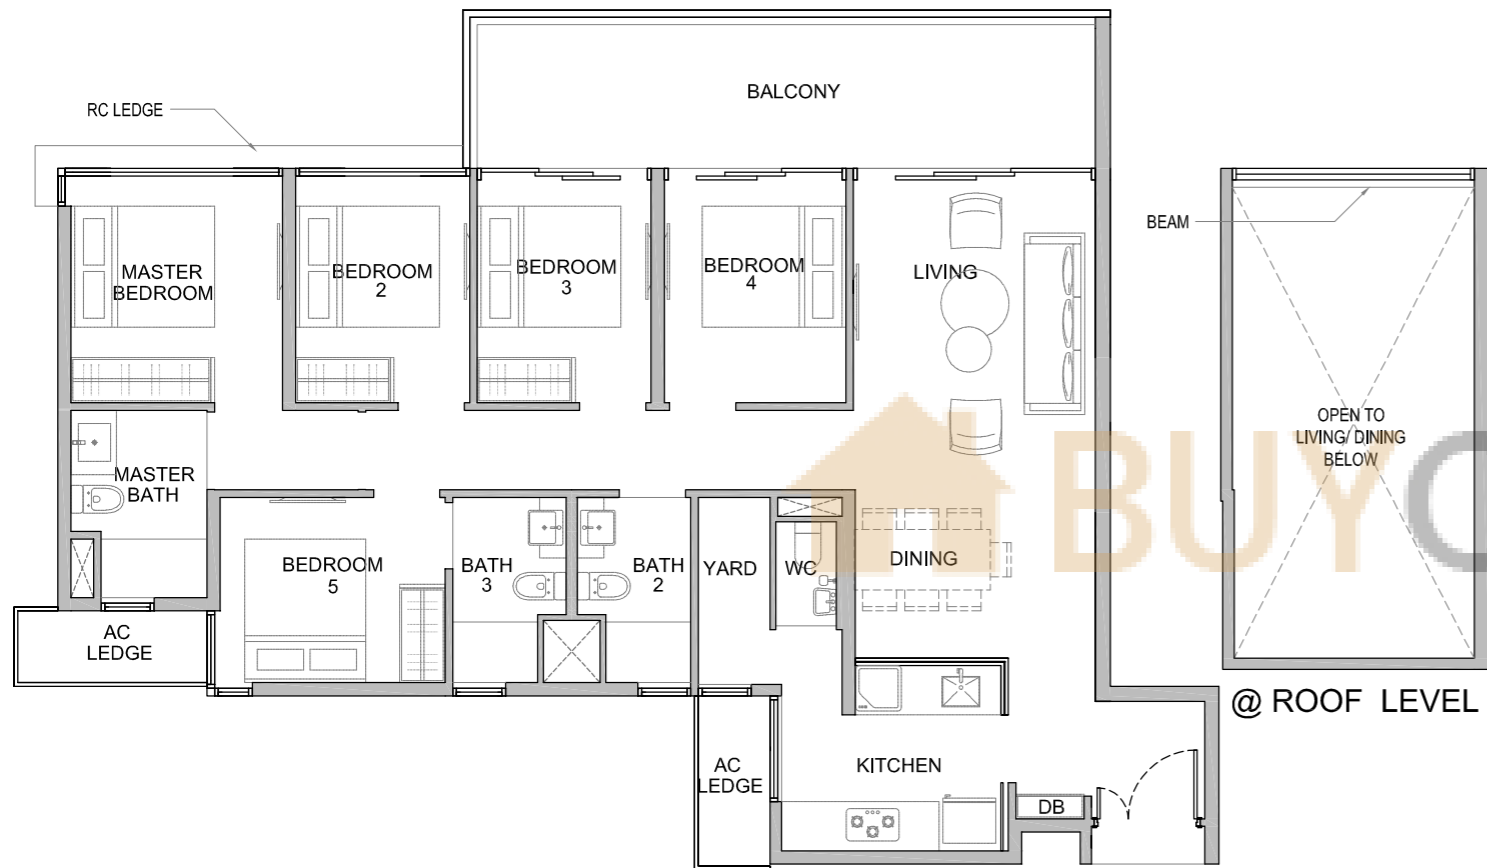 BALCONY
RC LEDGE
BEAM
MASTER
BEDROOM
BEDROOM
2
BEDROOM
3
BEDROOM
4
LIVING
OPEN TO
LIVING/ DINING
BELOW
BUYC
MASTER
BATH
BEDROOM
5
BATH
3
BATH
2
YARD
WC
DINING
AC
LEDGE
@ ROOF LEVEL
AC
LEDGE
KITCHEN
DB